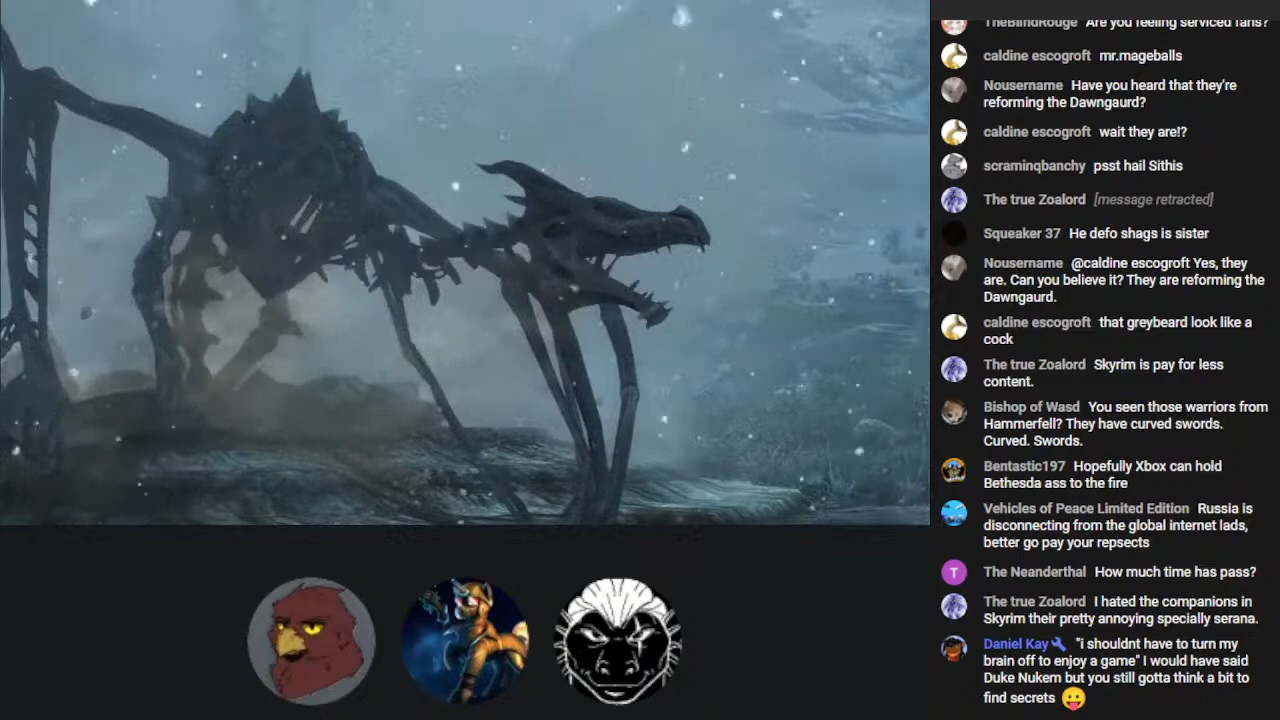 TheBlindRouge Are you feeling serviced fans?
caldine escogroft mr.mageballs
Nousername Have you heard that they're
reforming the Dawngaurd?
caldine escogroft wait they are!?
scraminqbanchy psst hail Sithis
The true Zoalord [message retracted]
Squeaker 37 He defo shags is sister
Nousername @caldine escogroft Yes, they
are. Can you believe it? They are reforming the
Dawngaurd.
caldine escogroft that greybeard look like a
cock
The true Zoalord Skyrim is pay for less
content.
Bishop of Wasd You seen those warriors from
Hammerfell? They have curved swords.
Curved. Swords.
Bentastic197 Hopefully Xbox can hold
Bethesda ass to the fire
Vehicles of Peace Limited Edition Russia is
disconnecting from the global internet lads,
better go pay your repsects
T The Neanderthal How much time has pass?
The true Zoalord I hated the companions in
Skyrim their pretty annoying specially serana.
Daniel Kay "i shouldnt have to turn my
brain off to enjoy a game" I would have said
Duke Nukem but you still gotta think a bit to
find secrets 😛